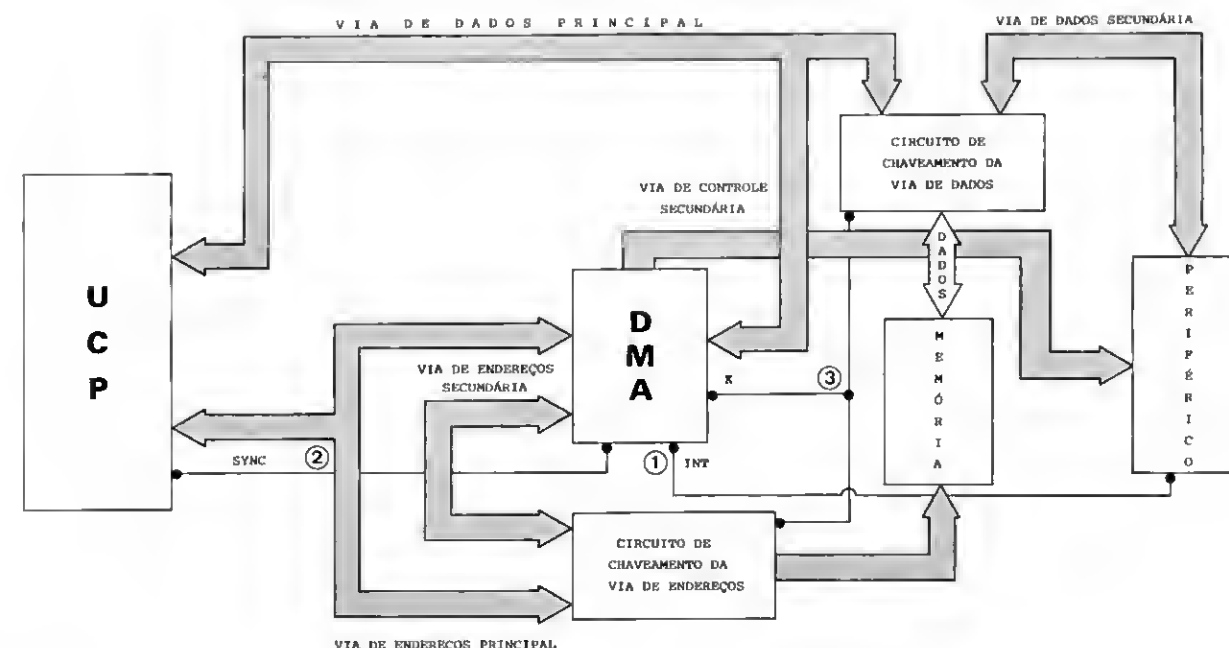 VIA DE DADOS PRINCIPAL
VIA DE DADOS SECUNDÁRIA
CIRCUITO DE
CHAVEAMENTO DA
VIA DE DADOS
VIA DE CONTROLE
SECUNDÁRIA
DADOS
UCP
DMA
PERIFÉRICO
MEMÓRIA
VIA DE ENDEREÇOS
SECUNDÁRIA
K
3
SYNC
2
1
INT
CIRCUITO DE
CHAVEAMENTO DA
VIA DE ENDEREÇOS
VIA DE ENDEREÇOS PRINCIPAL